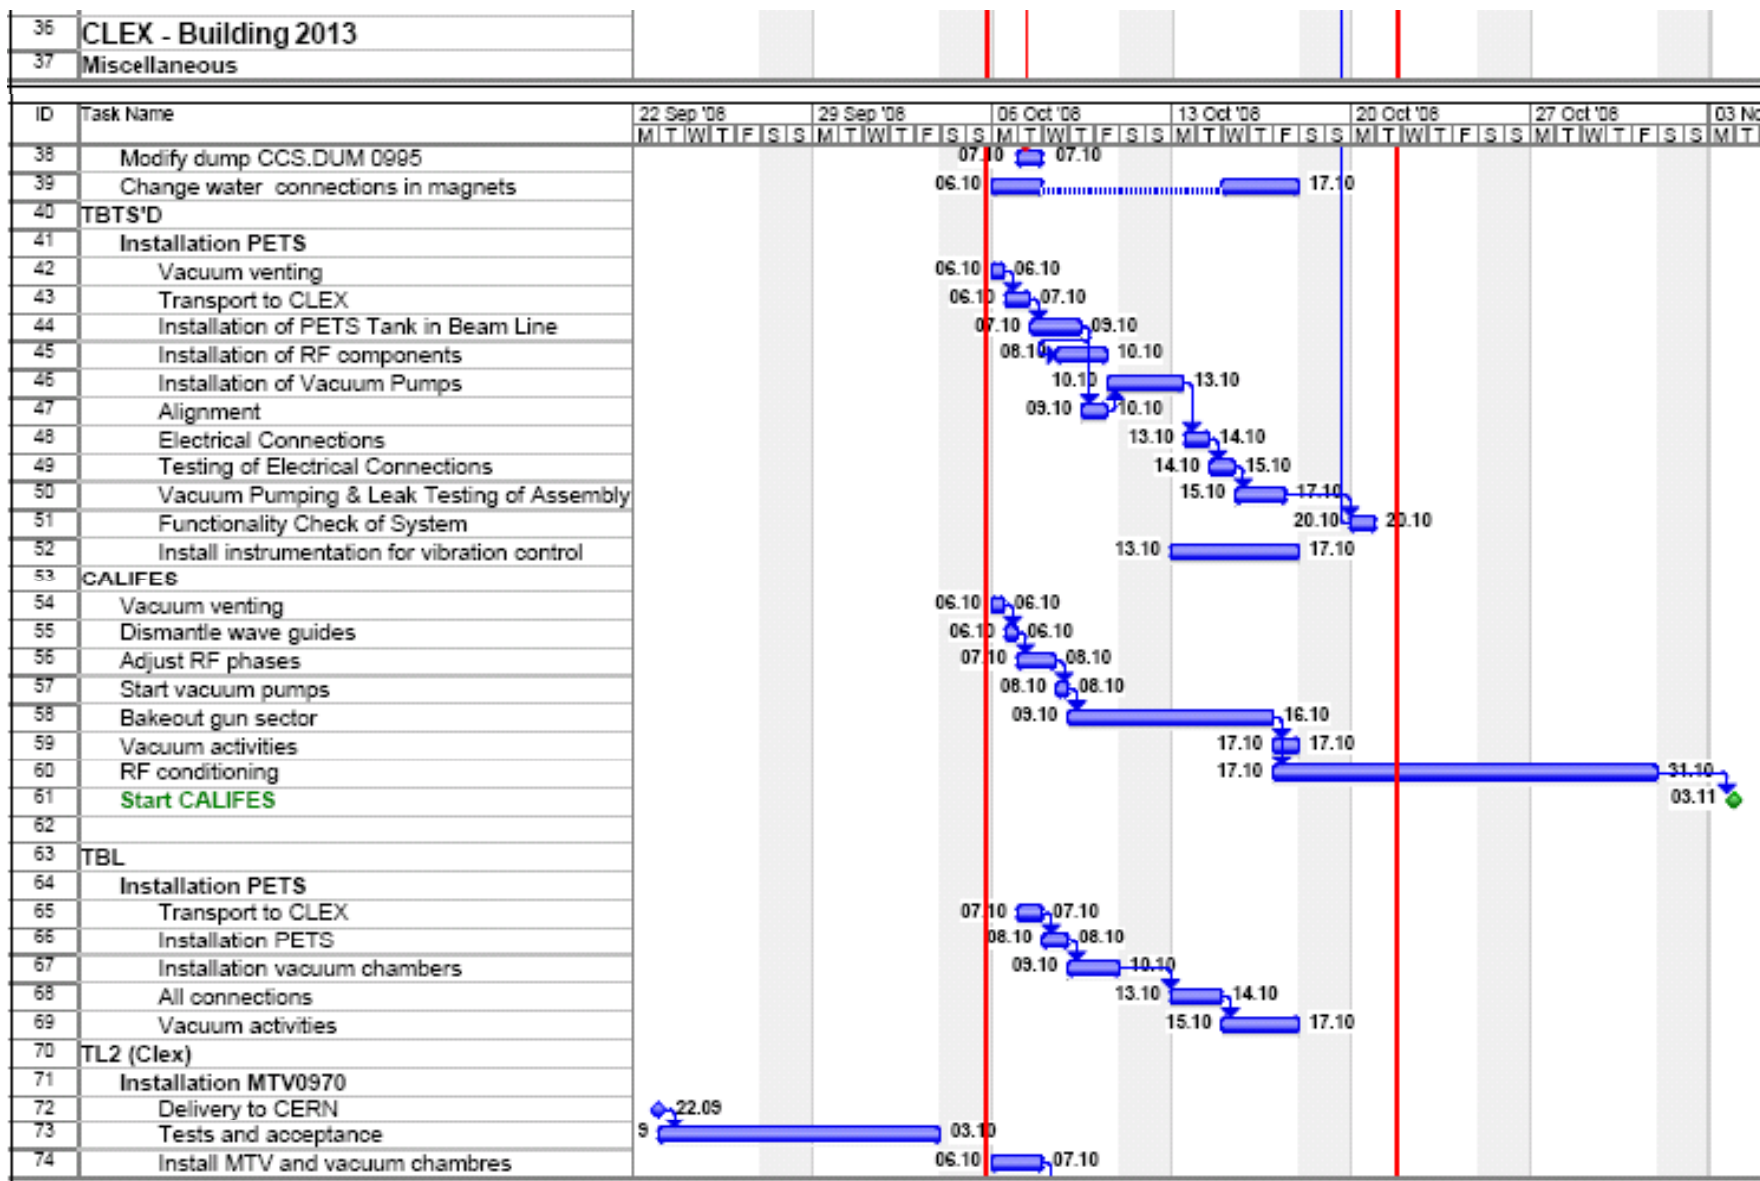 36 CLEX - Building 2013
37 Miscellaneous
ID Task Name 22 Sep '08 29 Sep '08 06 Oct '08 13 Oct '08 20 Oct '08 27 Oct '08 03 No
M T W T F S S M T W T F S S M T W T F S S M T W T F S S M T W T F S S M T W T F S S M T
38 Modify dump CCS.DUM 0995 07.10 07.10
39 Change water connections in magnets 06.10 17.10
40 TBTS'D
41 Installation PETS
42 Vacuum venting 06.10 06.10
43 Transport to CLEX 06.10 07.10
44 Installation of PETS Tank in Beam Line 07.10 09.10
45 Installation of RF components 08.10 10.10
46 Installation of Vacuum Pumps 10.10 13.10
47 Alignment 09.10 10.10
48 Electrical Connections 13.10 14.10
49 Testing of Electrical Connections 14.10 15.10
50 Vacuum Pumping & Leak Testing of Assembly 15.10 17.10
51 Functionality Check of System 20.10 20.10
52 Install instrumentation for vibration control 13.10 17.10
53 CALIFES
54 Vacuum venting 06.10 06.10
55 Dismantle wave guides 06.10 06.10
56 Adjust RF phases 07.10 08.10
57 Start vacuum pumps 08.10 08.10
58 Bakeout gun sector 09.10 16.10
59 Vacuum activities 17.10 17.10
60 RF conditioning 17.10 31.10
61 Start CALIFES 03.11
62
63 TBL
64 Installation PETS
65 Transport to CLEX 07.10 07.10
66 Installation PETS 08.10 08.10
67 Installation vacuum chambers 09.10 10.10
68 All connections 13.10 14.10
69 Vacuum activities 15.10 17.10
70 TL2 (Clex)
71 Installation MTV0970
72 Delivery to CERN 22.09
73 Tests and acceptance 9 03.10
74 Install MTV and vacuum chambres 06.10 07.10